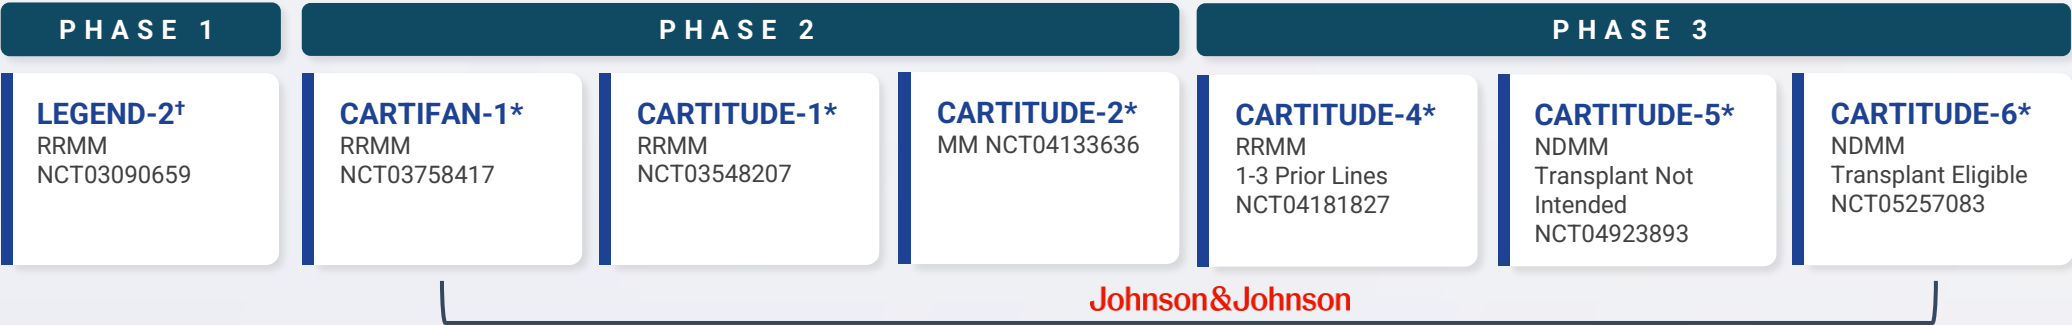 PHASE 1
PHASE 2
PHASE 3
LEGEND-2†
RRMM
NCT03090659
CARTIFAN-1*
RRMM
NCT03758417
CARTITUDE-1*
RRMM
NCT03548207
CARTITUDE-2*
MM NCT04133636
CARTITUDE-4*
RRMM
1-3 Prior Lines
NCT04181827
CARTITUDE-5*
NDMM
Transplant Not
Intended
NCT04923893
CARTITUDE-6*
NDMM
Transplant Eligible
NCT05257083
Johnson&Johnson